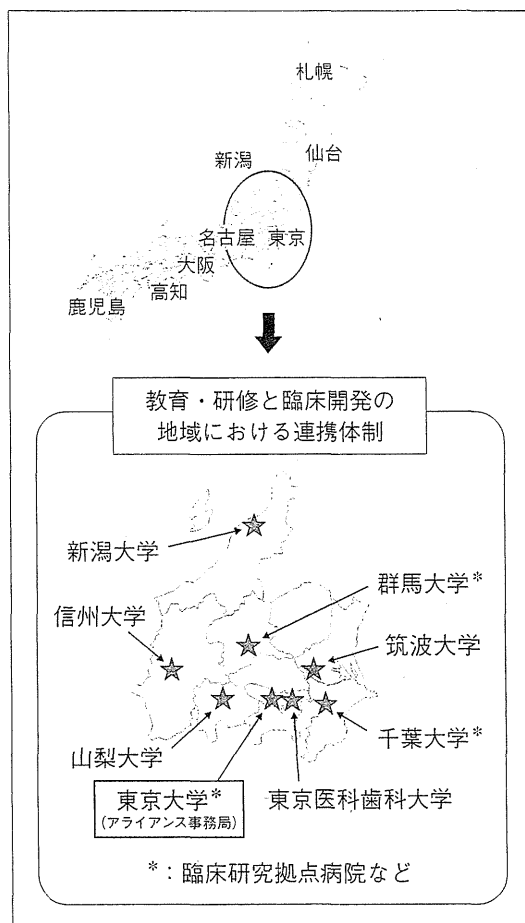 札幌
仙台
新潟
名古屋 東京
大阪
高知
鹿児島
教育・研修と臨床開発の
地域における連携体制
新潟大学
群馬大学*
信州大学
筑波大学
千葉大学*
山梨大学
東京大学*
(アライアンス事務局)
東京医科歯科大学
*：臨床研究拠点病院など